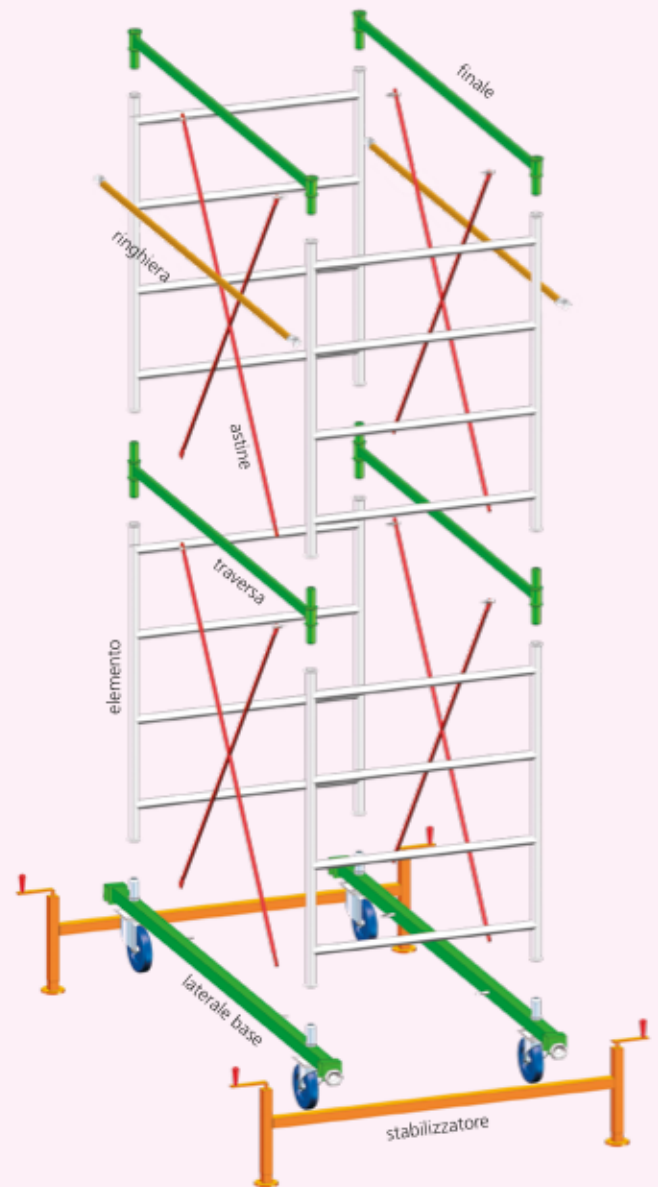 finale
ringhiera
astine
traversa
elemento
laterale base
stabilizzatore